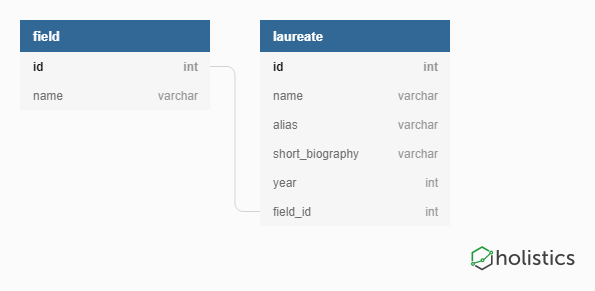 field
id int
name varchar
laureate
id int
name varchar
alias varchar
short_biography varchar
year int
field_id int
holistics